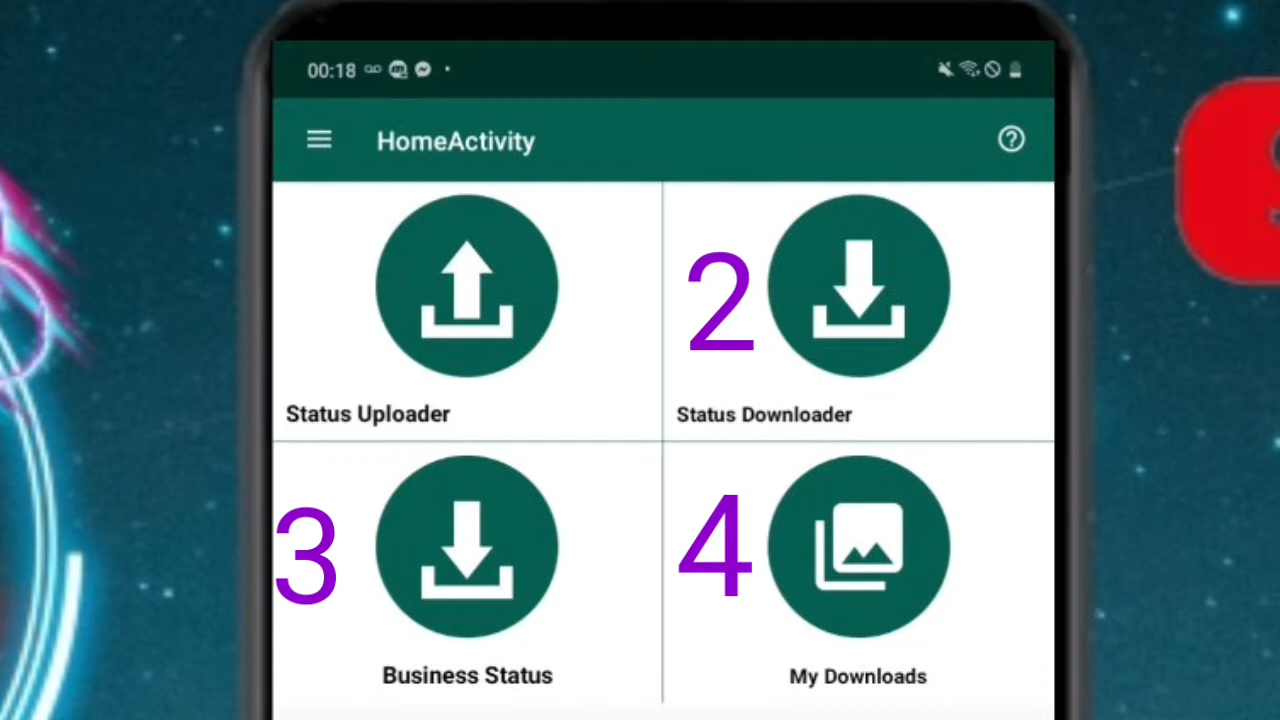 00:18
HomeActivity
2
Status Uploader
Status Downloader
3
4
Business Status
My Downloads